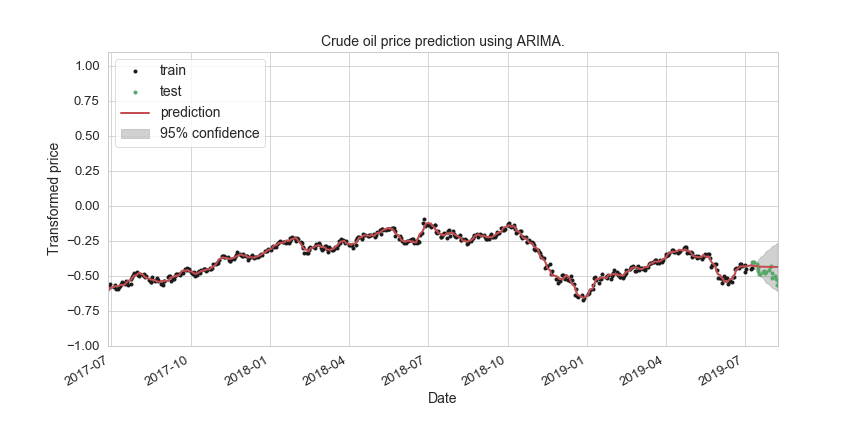 Crude oil price prediction using ARIMA.
train
test
prediction
95% confidence
Transformed price
1.00
0.75
0.50
0.25
0.00
−0.25
−0.50
−0.75
−1.00
2017-07
2017-10
2018-01
2018-04
2018-07
2018-10
2019-01
2019-04
2019-07
Date